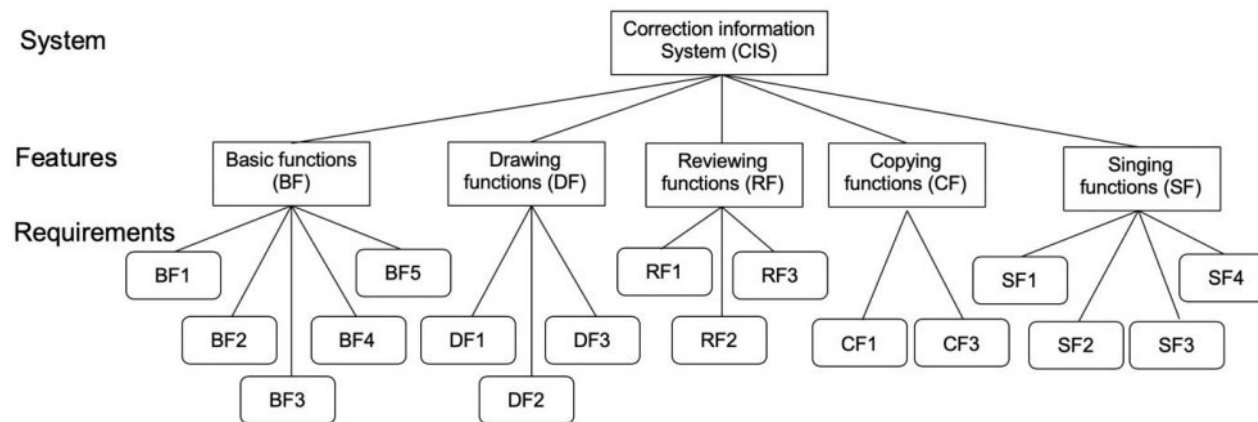 System
Correction information
System (CIS)
Features
Basic functions
(BF)
Drawing
functions (DF)
Reviewing
functions (RF)
Copying
functions (CF)
Singing
functions (SF)
Requirements
BF1
BF5
RF1
RF3
SF1
SF4
BF2
BF4
DF1
DF3
RF2
CF1
CF3
SF2
SF3
BF3
DF2